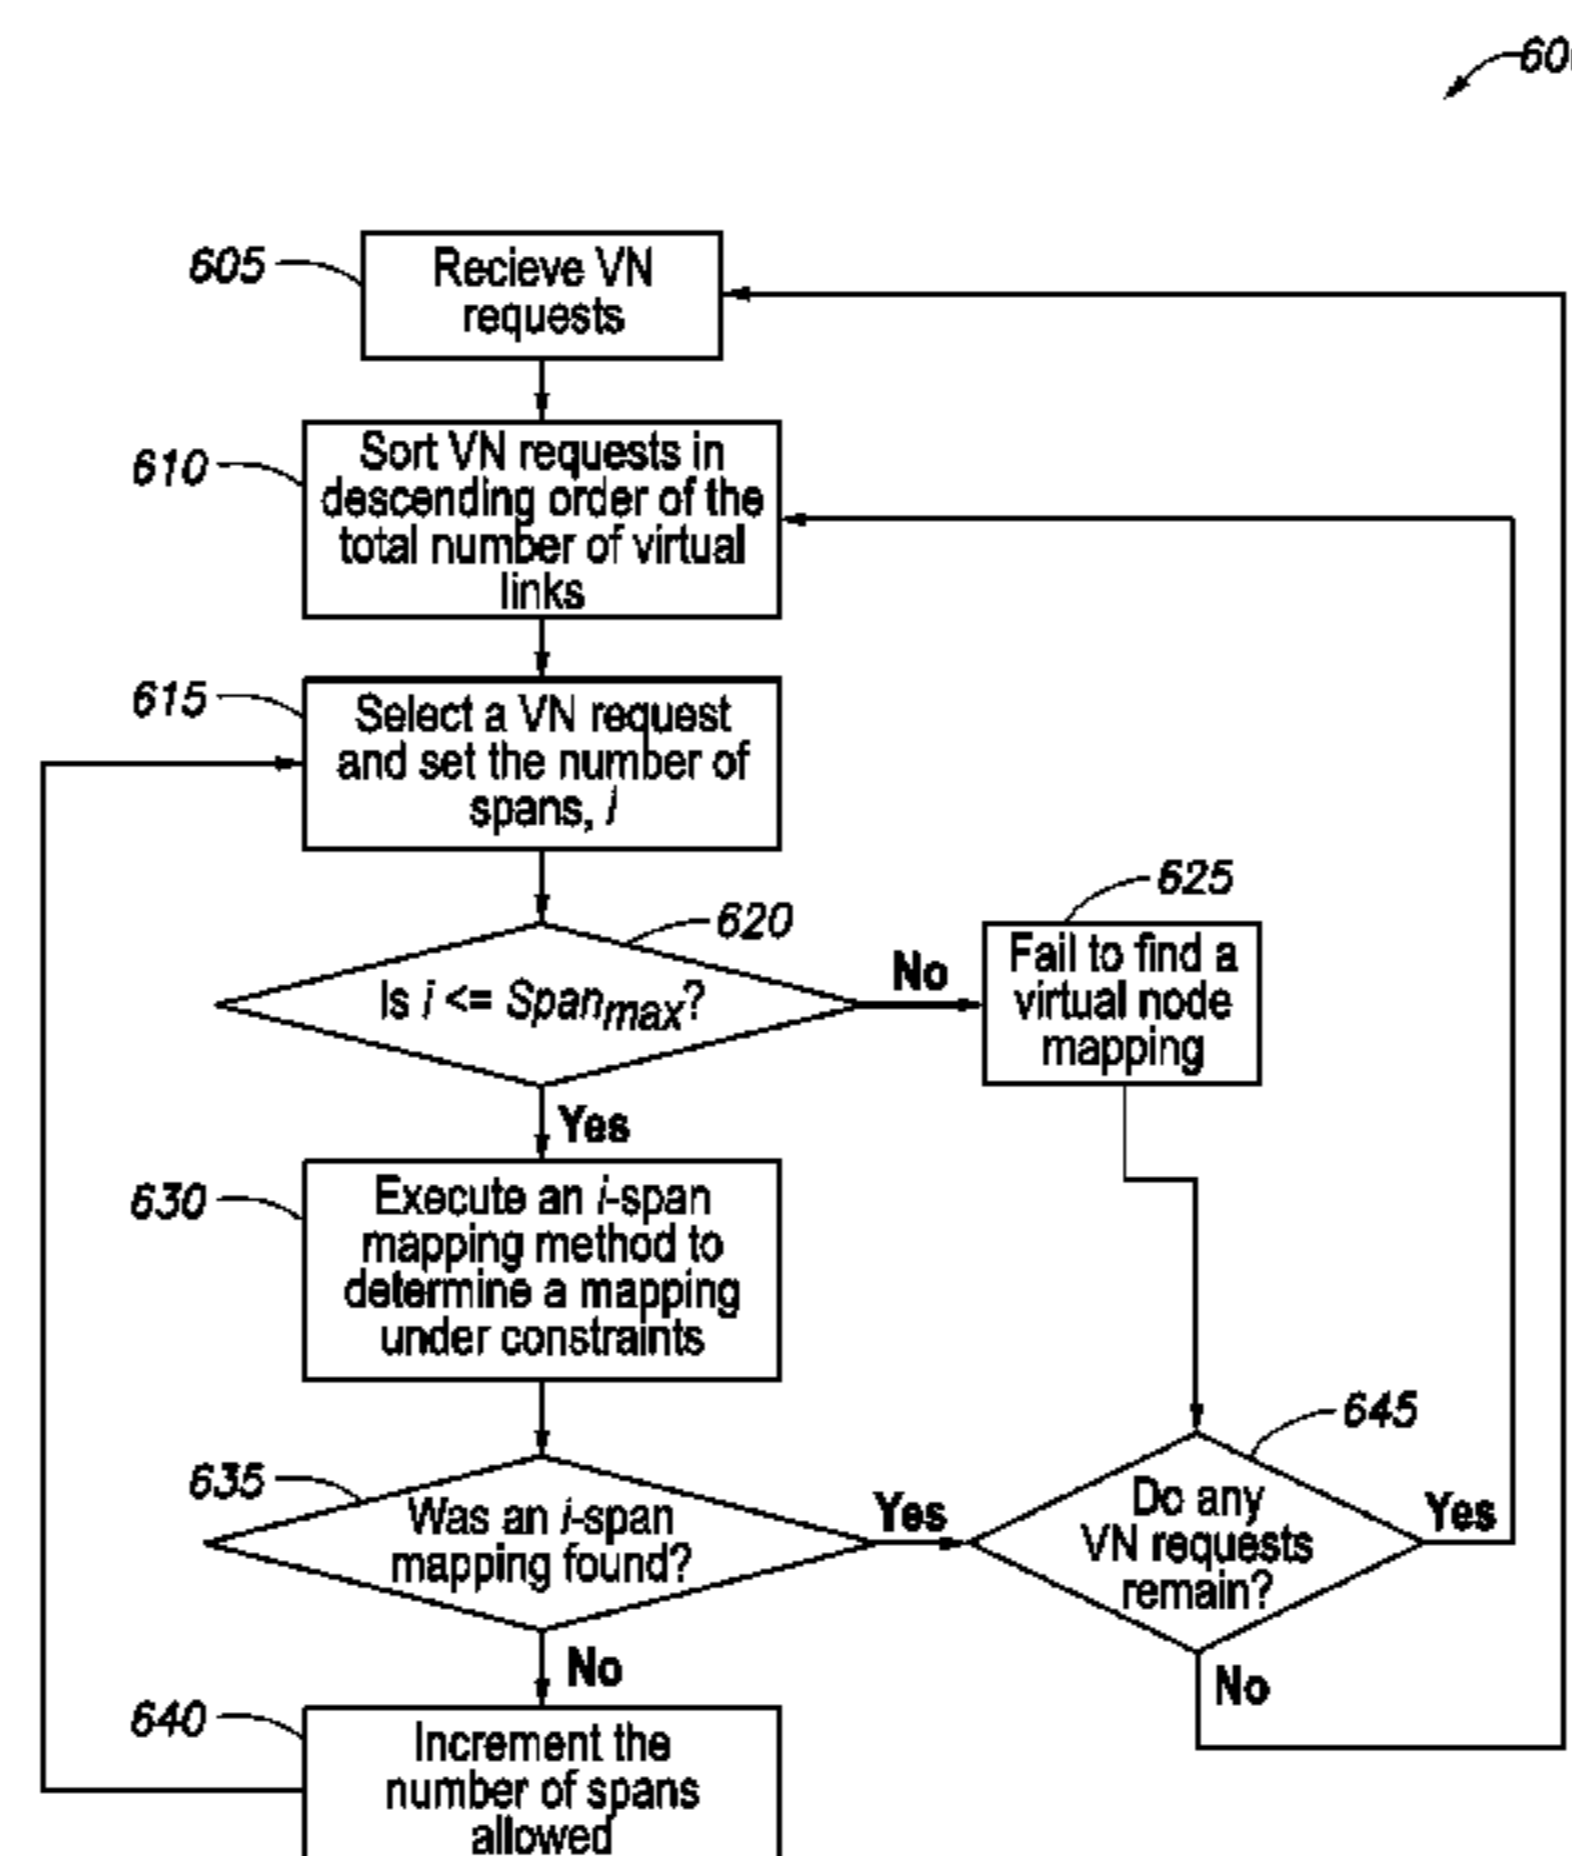 605
Recieve VN
requests
610
Sort VN requests in
descending order of the
total number of virtual
links
615
Select a VN request
and set the number of
spans, i
620
Is i <= Spanmax?
No
625
Fail to find a
virtual node
mapping
Yes
630
Execute an i-span
mapping method to
determine a mapping
under constraints
635
Was an i-span
mapping found?
Yes
645
Do any
VN requests
remain?
Yes
No
No
640
Increment the
number of spans
allowed